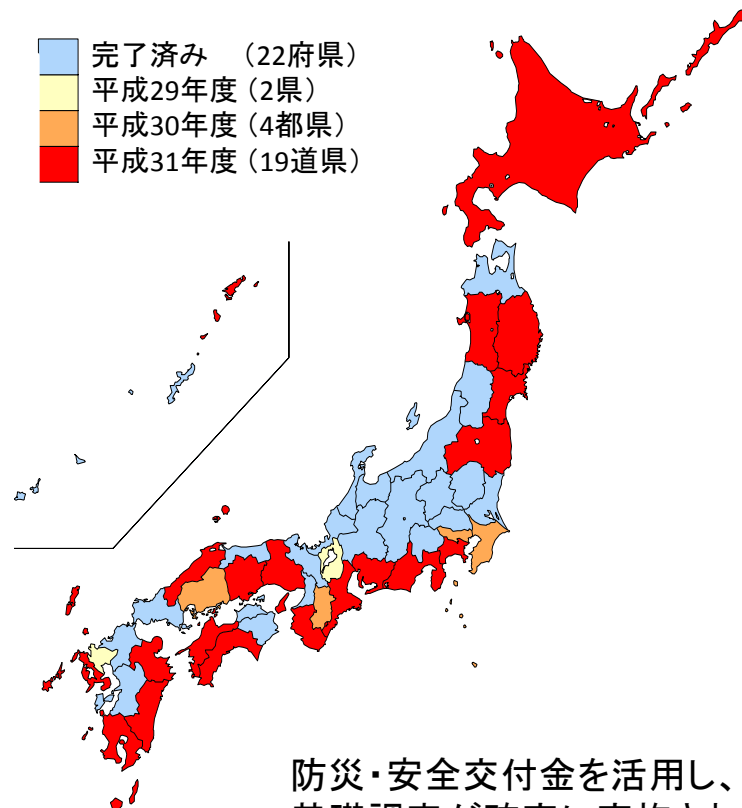 完了済み （22府県）
平成29年度（2県）
平成30年度（4都県）
平成31年度（19道県）
防災・安全交付金を活用し、